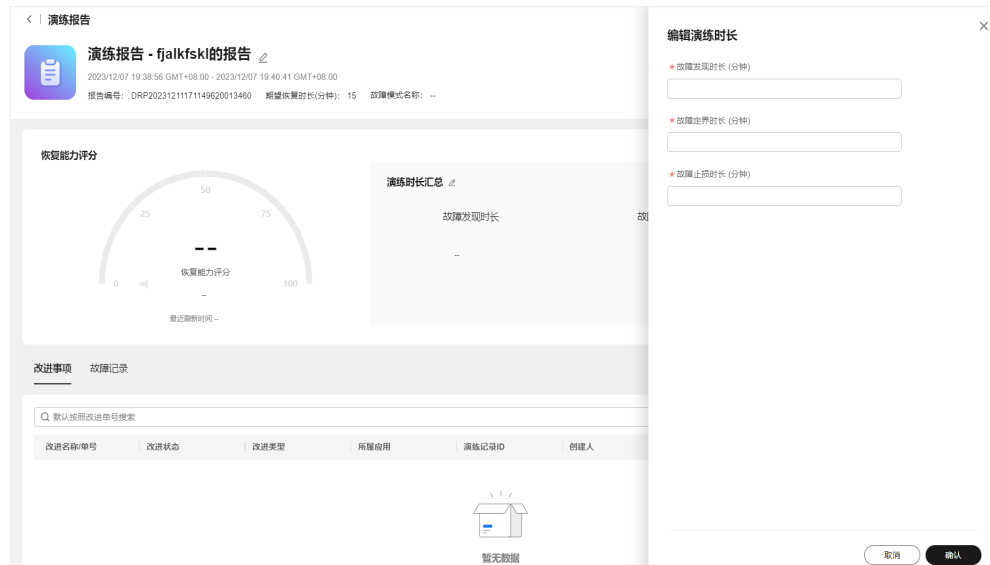 演练报告
演练报告 - fjalkfskl的报告
2023/12/07 19:38:56 GMT+08:00 - 2023/12/07 19:40:41 GMT+08:00
报告编号： DRP20231211171149620013460 期望恢复时长(分钟)： 15 故障模式名称： --
恢复能力评分
0
25
50
75
100
--
恢复能力评分
--
最近刷新时间 --
演练时长汇总
故障发现时长
--
改进事项 故障记录
默认按照改进单号搜索
改进名称/单号 改进状态 改进类型 所属应用 演练记录ID 创建人
暂无数据
编辑演练时长
* 故障发现时长 (分钟)
* 故障定界时长 (分钟)
* 故障止损时长 (分钟)
取消 确认